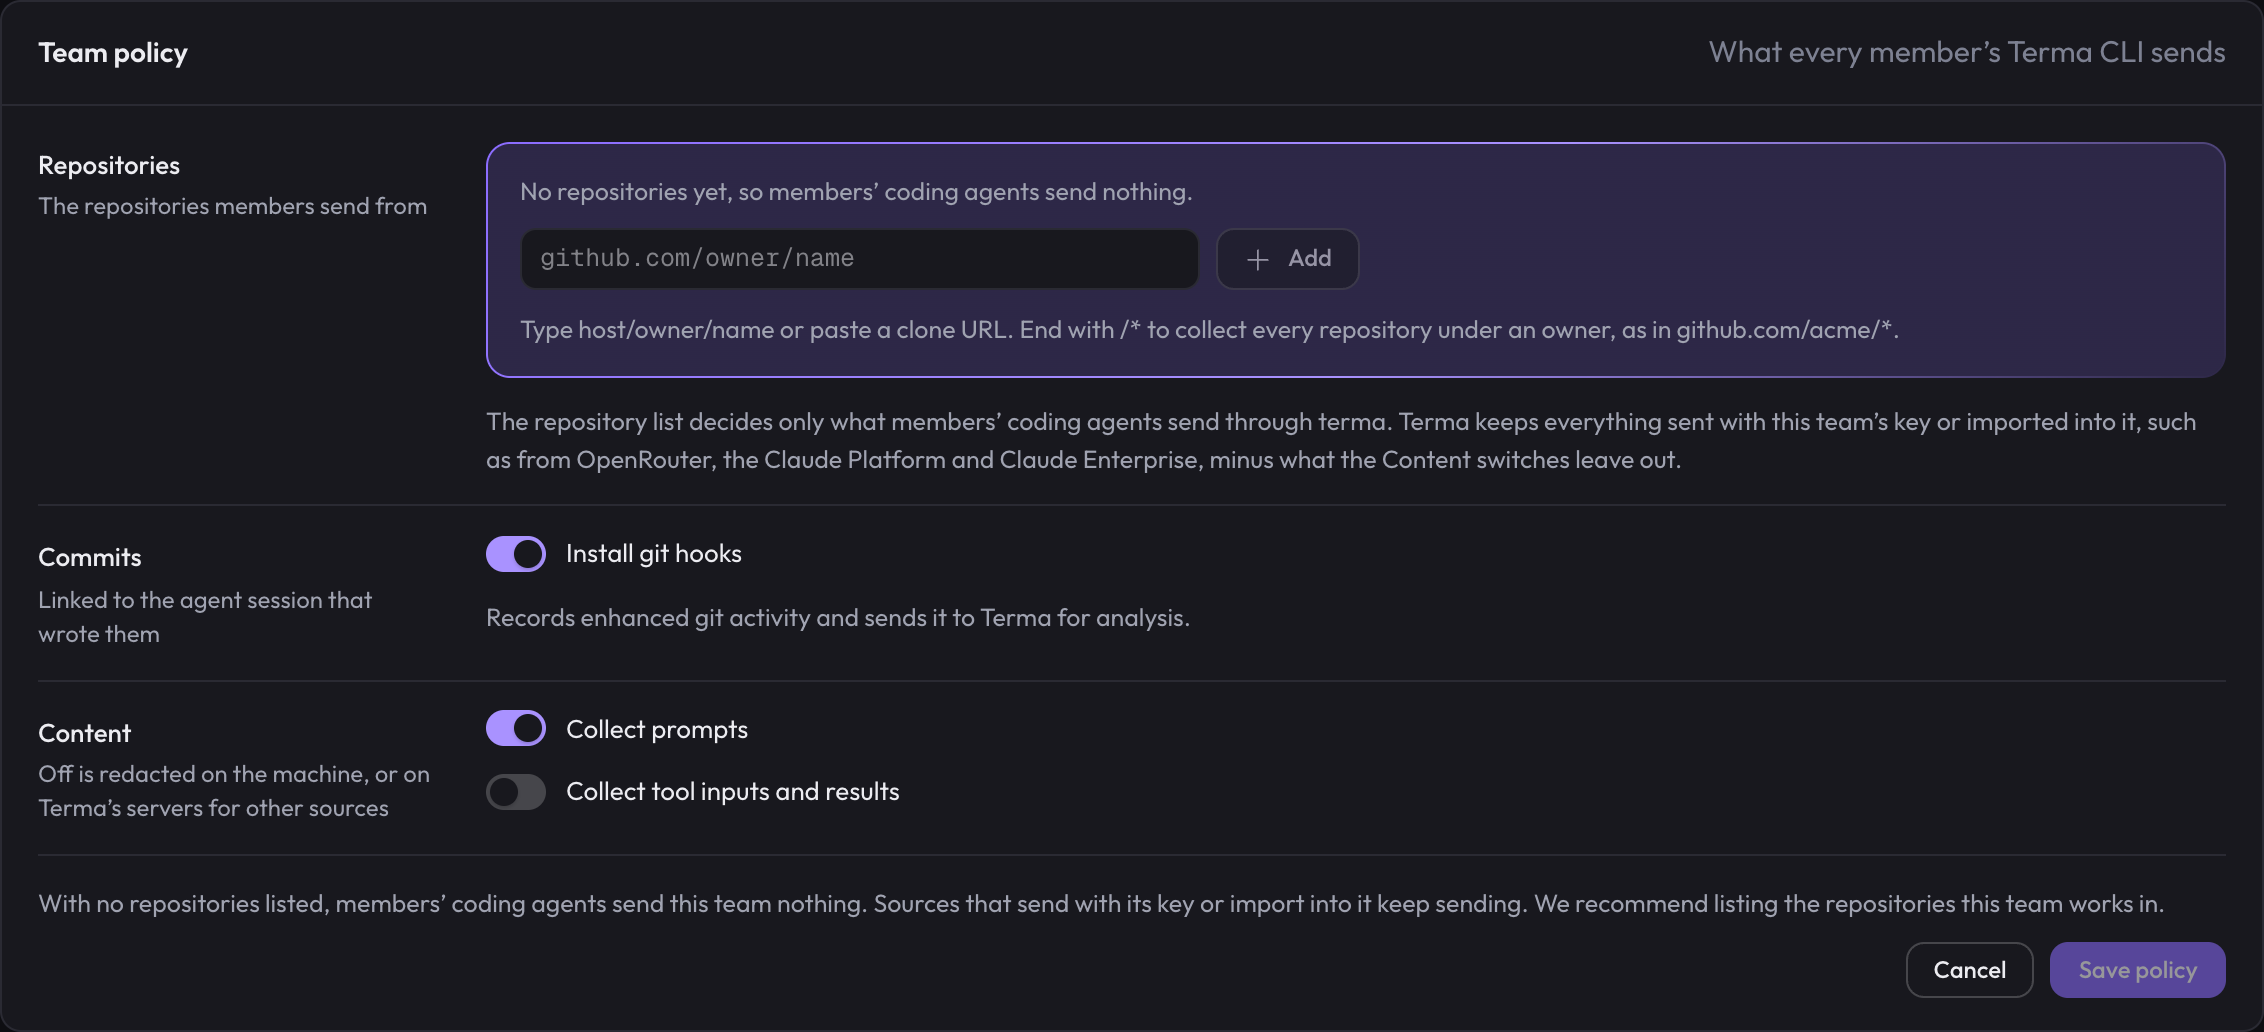 Team policy
What every member’s Terma CLI sends
Repositories
The repositories members send from
No repositories yet, so members’ coding agents send nothing.
github.com/owner/name
+ Add
Type host/owner/name or paste a clone URL. End with /* to collect every repository under an owner, as in github.com/acme/*.
The repository list decides only what members’ coding agents send through terma. Terma keeps everything sent with this team’s key or imported into it, such
as from OpenRouter, the Claude Platform and Claude Enterprise, minus what the Content switches leave out.
Commits
Linked to the agent session that
wrote them
Install git hooks
Records enhanced git activity and sends it to Terma for analysis.
Content
Off is redacted on the machine, or on
Terma’s servers for other sources
Collect prompts
Collect tool inputs and results
With no repositories listed, members’ coding agents send this team nothing. Sources that send with its key or import into it keep sending. We recommend listing the repositories this team works in.
Cancel
Save policy